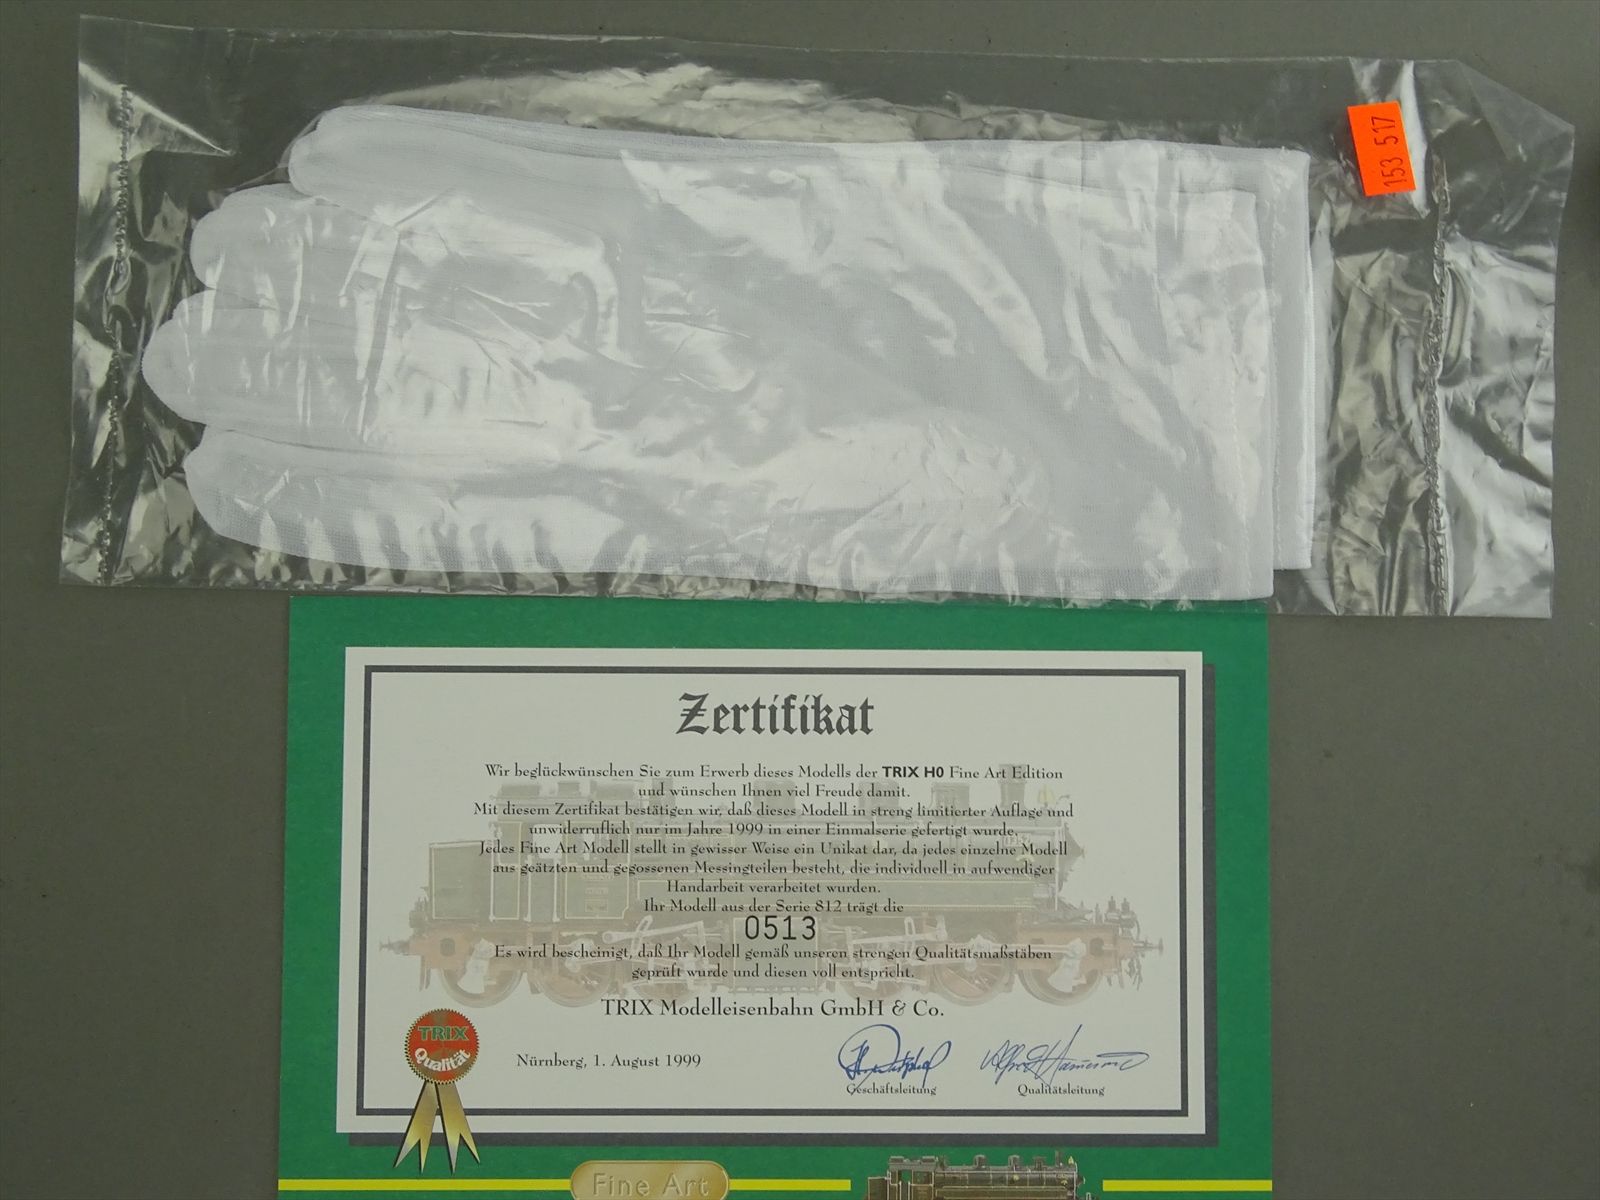 153 517
Zertifikat
Wir beglückwünschen Sie zum Erwerb dieses Modells der TRIX H0 Fine Art Edition
und wünschen Ihnen viel Freude damit.
Mit diesem Zertifikat bestätigen wir, daß dieses Modell in streng limitierter Auflage und
unwiderruflich nur im Jahre 1999 in einer Einmalserie gefertigt wurde.
Jedes Fine Art Modell stellt in gewisser Weise ein Unikat dar, da jedes einzelne Modell
aus geätzten und gegossenen Messingteilen besteht, die individuell in aufwendiger
Handarbeit verarbeitet wurden.
Ihr Modell aus der Serie 812 trägt die
0513
Es wird bescheinigt, daß Ihr Modell gemäß unseren strengen Qualitätsmaßstäben
geprüft wurde und diesen voll entspricht.
TRIX Modelleisenbahn GmbH & Co.
TRIX
Qualität
Nürnberg, 1. August 1999
Geschäftsleitung
Qualitätsleitung
Fine Art